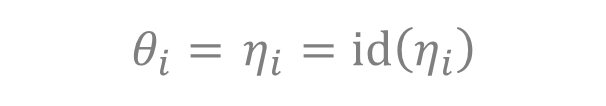 θᵢ = ηᵢ = id(ηᵢ)